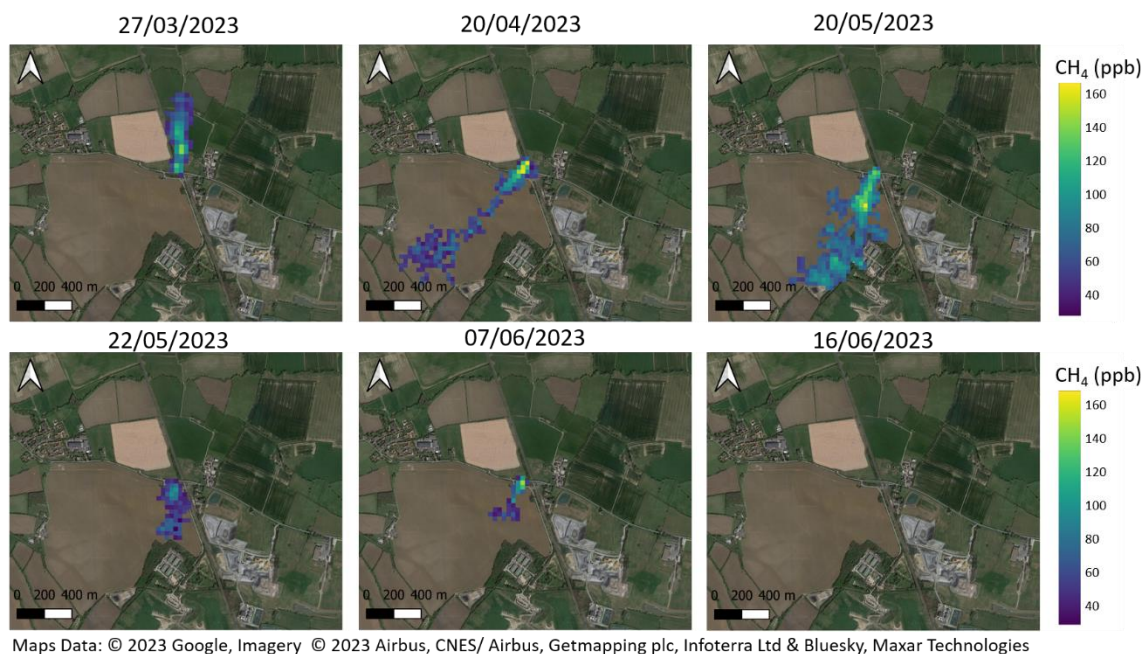 27/03/2023 20/04/2023 20/05/2023
CH₄ (ppb)
160
140
120
100
80
60
40
0 200 400 m 0 200 400 m 0 200 400 m
22/05/2023 07/06/2023 16/06/2023
CH₄ (ppb)
160
140
120
100
80
60
40
0 200 400 m 0 200 400 m 0 200 400 m
Maps Data: © 2023 Google, Imagery © 2023 Airbus, CNES/ Airbus, Getmapping plc, Infoterra Ltd & Bluesky, Maxar Technologies